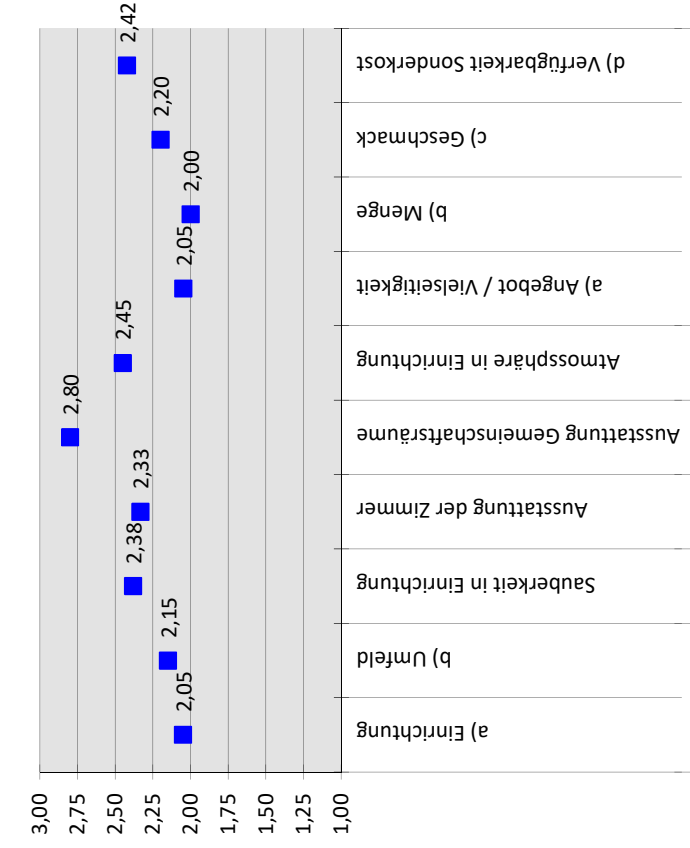 d) Verfügbarkeit Sonderkost
2,42
c) Geschmack
2,20
b) Menge
2,00
a) Angebot / Vielseitigkeit
2,05
Atmossphäre in Einrichtung
2,45
Ausstattung Gemeinschaftsräume
2,80
Ausstattung der Zimmer
2,33
Sauberkeit in Einrichtung
2,38
b) Umfeld
2,15
a) Einrichtung
2,05
3,00
2,75
2,50
2,25
2,00
1,75
1,50
1,25
1,00